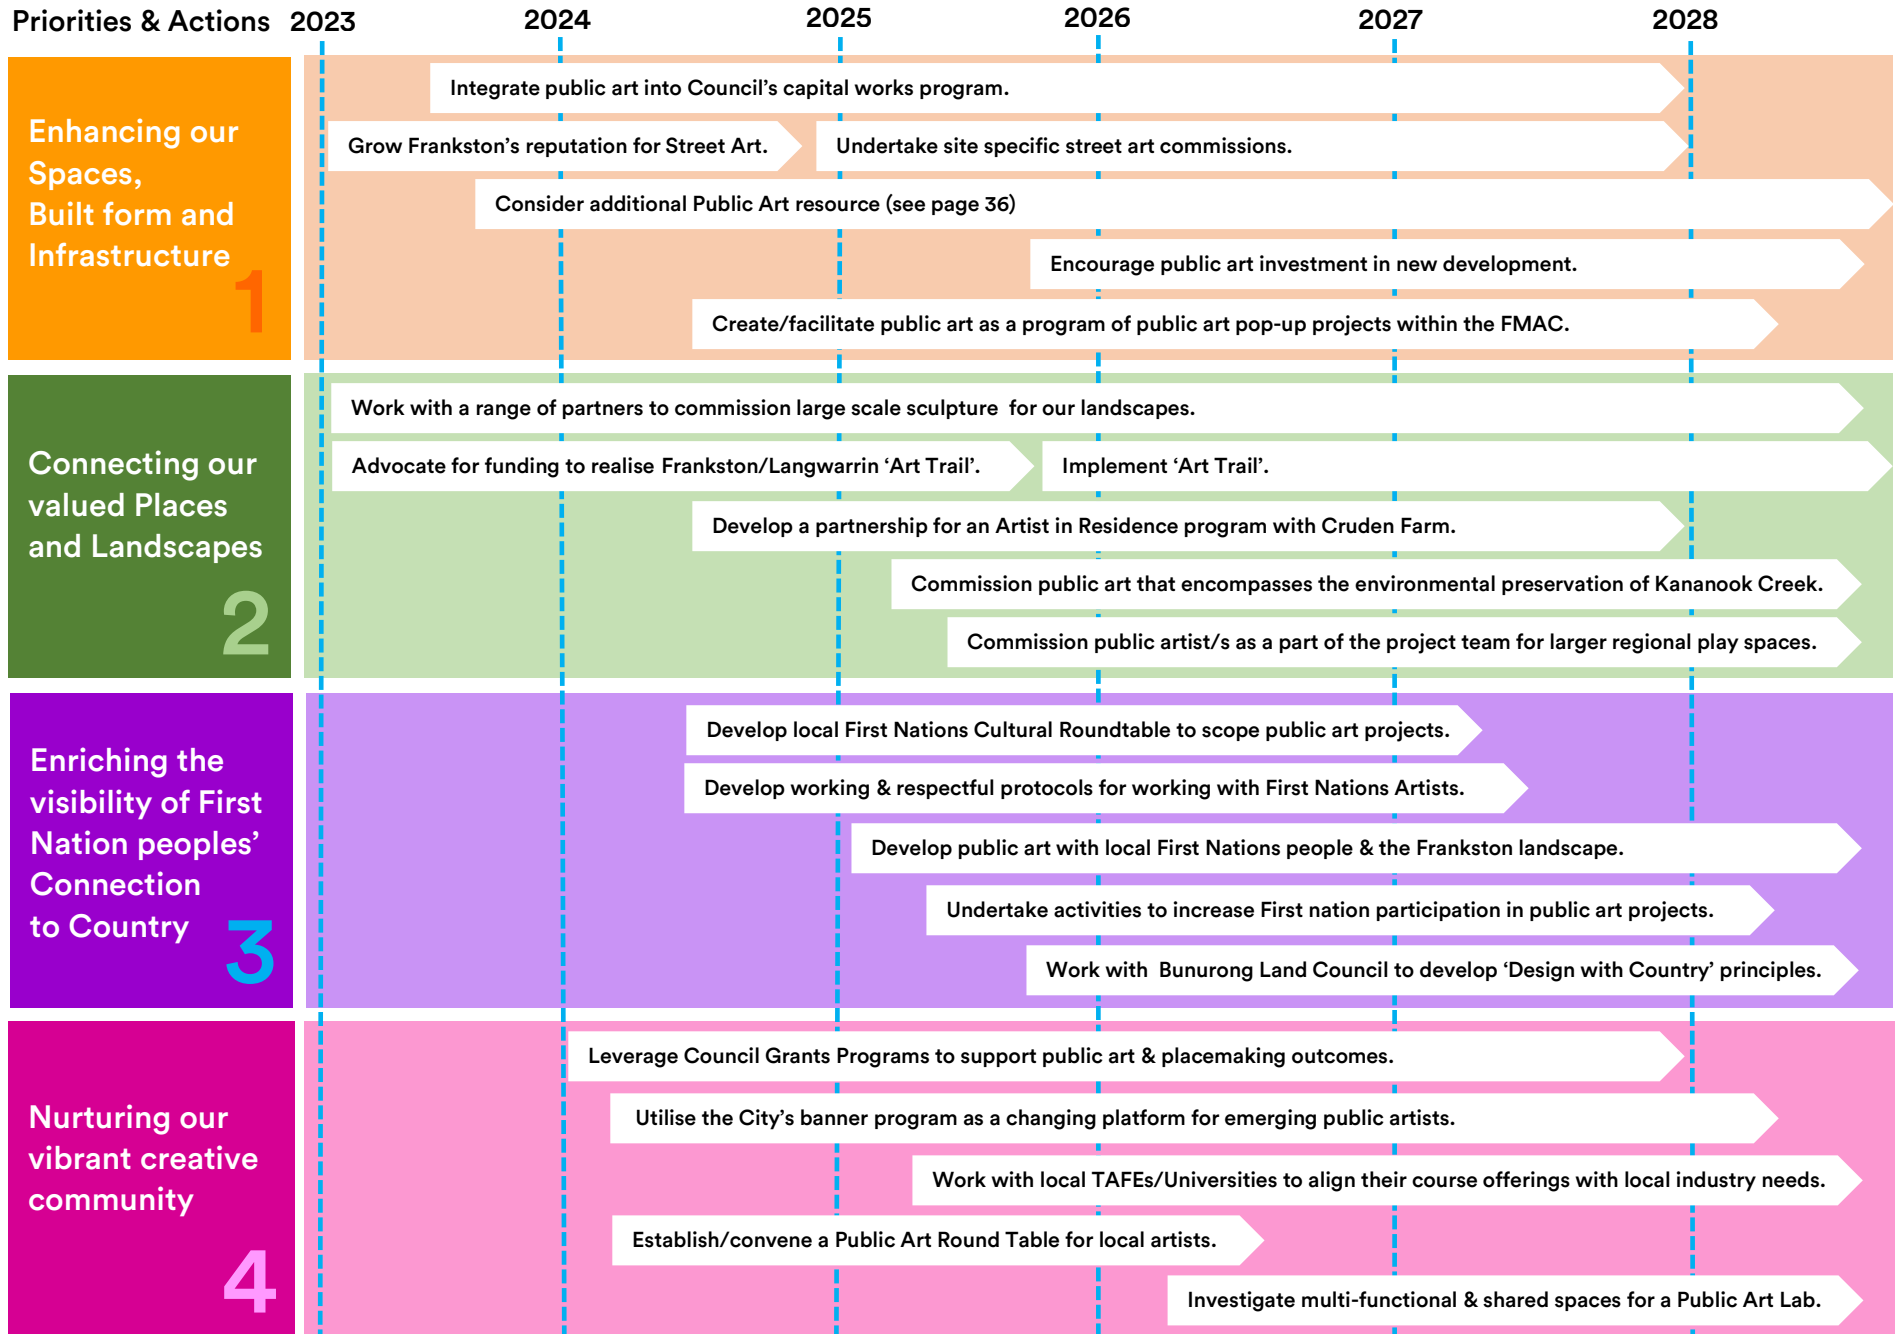 Priorities & Actions 2023 2024 2025 2026 2027 2028
Enhancing our
Spaces,
Built form and
Infrastructure
1
Integrate public art into Council’s capital works program.
Grow Frankston’s reputation for Street Art.
Undertake site specific street art commissions.
Consider additional Public Art resource (see page 36)
Encourage public art investment in new development.
Create/facilitate public art as a program of public art pop-up projects within the FMAC.
Connecting our
valued Places
and Landscapes
2
Work with a range of partners to commission large scale sculpture for our landscapes.
Advocate for funding to realise Frankston/Langwarrin ‘Art Trail’.
Implement ‘Art Trail’.
Develop a partnership for an Artist in Residence program with Cruden Farm.
Commission public art that encompasses the environmental preservation of Kananook Creek.
Commission public artist/s as a part of the project team for larger regional play spaces.
Enriching the
visibility of First
Nation peoples’
Connection
to Country
3
Develop local First Nations Cultural Roundtable to scope public art projects.
Develop working & respectful protocols for working with First Nations Artists.
Develop public art with local First Nations people & the Frankston landscape.
Undertake activities to increase First nation participation in public art projects.
Work with Bunurong Land Council to develop ‘Design with Country’ principles.
Nurturing our
vibrant creative
community
4
Leverage Council Grants Programs to support public art & placemaking outcomes.
Utilise the City’s banner program as a changing platform for emerging public artists.
Work with local TAFEs/Universities to align their course offerings with local industry needs.
Establish/convene a Public Art Round Table for local artists.
Investigate multi-functional & shared spaces for a Public Art Lab.